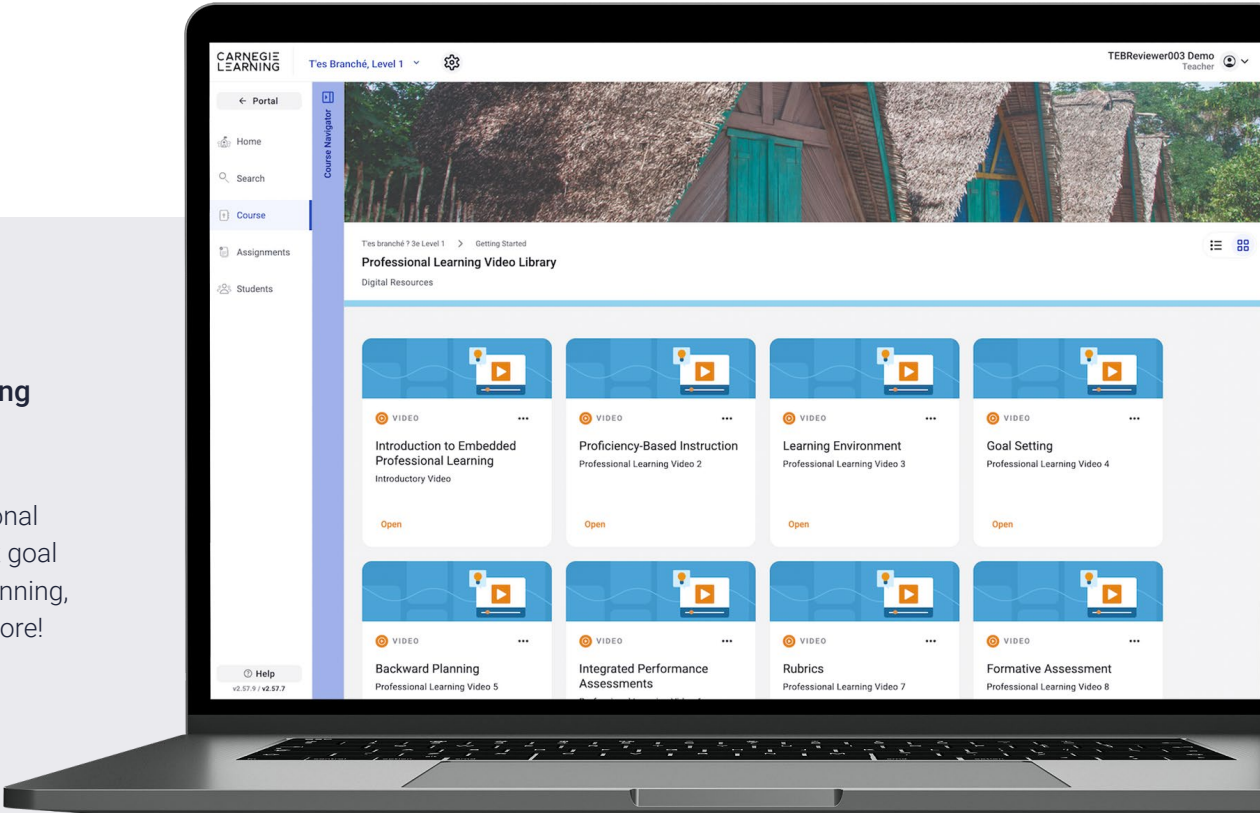 ng
onal
goal
nning,
ore!
CARNEGIE
LEARNING
T'es Branché, Level 1
TEBReviewer003 Demo
Teacher
← Portal
Home
Search
Course
Assignments
Students
Help
v2.57.9 / v2.57.7
Course Navigator
T'es branché ? 3e Level 1 > Getting Started
Professional Learning Video Library
Digital Resources
VIDEO
Introduction to Embedded
Professional Learning
Introductory Video
Open
VIDEO
Proficiency-Based Instruction
Professional Learning Video 2
Open
VIDEO
Learning Environment
Professional Learning Video 3
Open
VIDEO
Goal Setting
Professional Learning Video 4
Open
VIDEO
Backward Planning
Professional Learning Video 5
VIDEO
Integrated Performance
Assessments
VIDEO
Rubrics
Professional Learning Video 7
VIDEO
Formative Assessment
Professional Learning Video 8